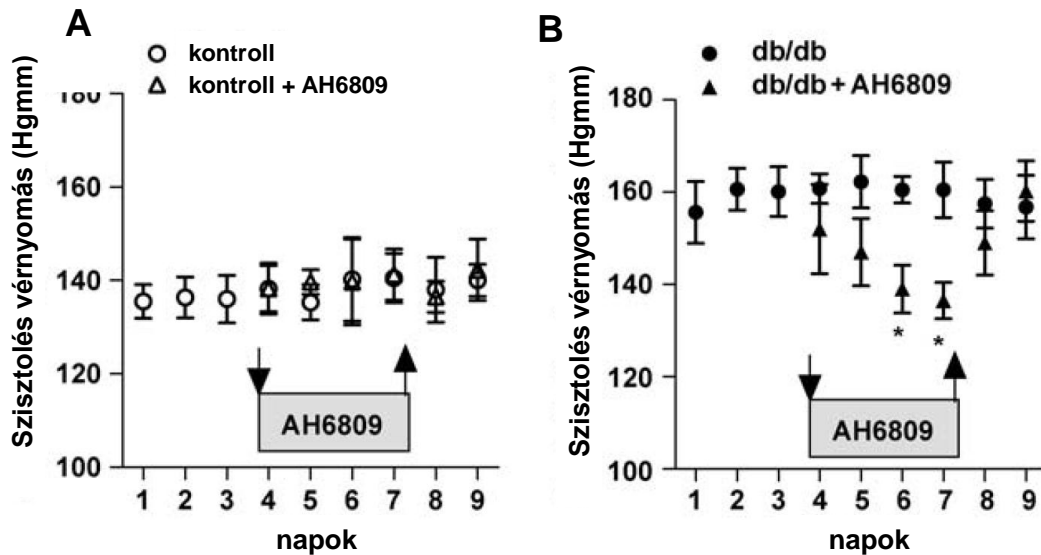 A
kontroll
kontroll + AH6809
Szisztolés vérnyomás (Hgmm)
180
160
140
120
100
AH6809
1 2 3 4 5 6 7 8 9
napok
B
db/db
db/db + AH6809
Szisztolés vérnyomás (Hgmm)
180
160
140
120
100
* *
AH6809
1 2 3 4 5 6 7 8 9
napok